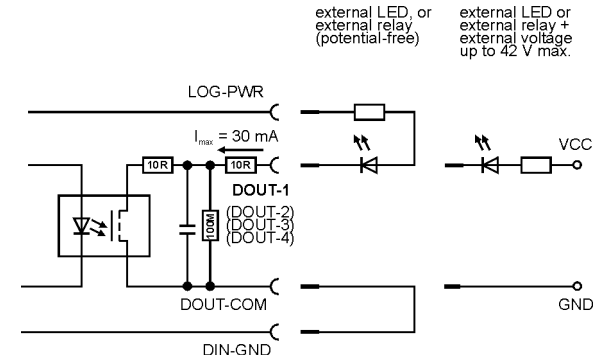 external LED, or
external relay
(potential-free)
external LED or
external relay +
external voltage
up to 42 V max.
LOG-PWR
Imax = 30 mA
VCC
10R
10R
DOUT-1
(DOUT-2)
(DOUT-3)
(DOUT-4)
100M
DOUT-COM
GND
DIN-GND